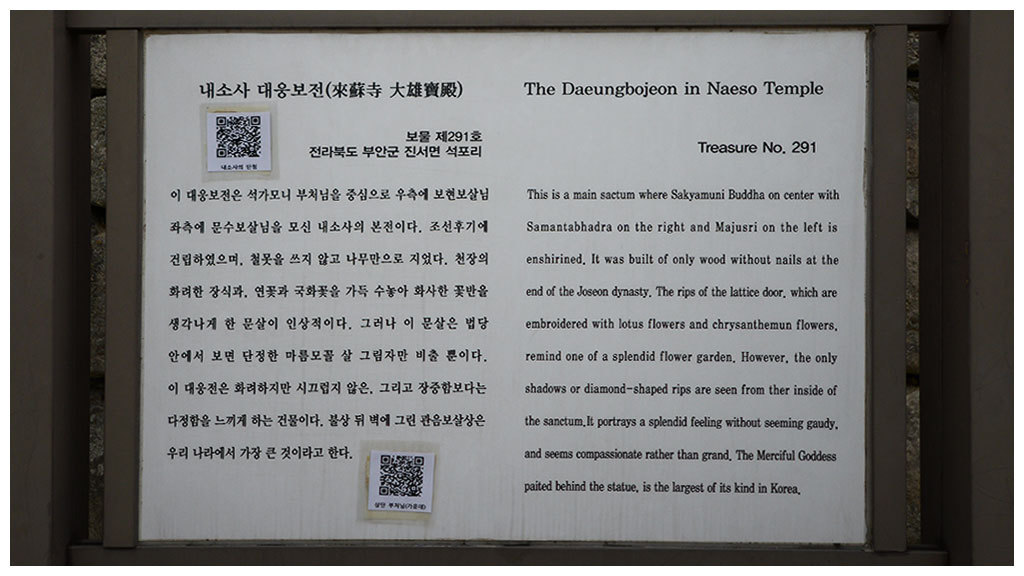 내소사 대웅보전(來蘇寺 大雄寶殿)
내소사의 단청
보물 제291호
전라북도 부안군 진서면 석포리
이 대웅보전은 석가모니 부처님을 중심으로 우측에 보현보살님
좌측에 문수보살님을 모신 내소사의 본전이다. 조선후기에
건립하였으며, 철못을 쓰지 않고 나무만으로 지었다. 천장의
화려한 장식과, 연꽃과 국화꽃을 가득 수놓아 화사한 꽃반을
생각나게 한 문살이 인상적이다. 그러나 이 문살은 법당
안에서 보면 단정한 마름모꼴 살 그림자만 비출 뿐이다.
이 대웅전은 화려하지만 시끄럽지 않은, 그리고 장중함보다는
다정함을 느끼게 하는 건물이다. 불상 뒤 벽에 그린 관음보살상은
우리 나라에서 가장 큰 것이라고 한다.
상단 부처님(가운데)
The Daeungbojeon in Naeso Temple
Treasure No. 291
This is a main sactum where Sakyamuni Buddha on center with
Samantabhadra on the right and Majusri on the left is
enshirined. It was built of only wood without nails at the
end of the Joseon dynasty. The rips of the lattice door. which are
embroidered with lotus flowers and chrysanthemun flowers,
remind one of a splendid flower garden. However, the only
shadows or diamond-shaped rips are seen from ther inside of
the sanctum.It portrays a splendid feeling without seeming gaudy,
and seems compassionate rather than grand. The Merciful Goddess
paited behind the statue, is the largest of its kind in Korea.